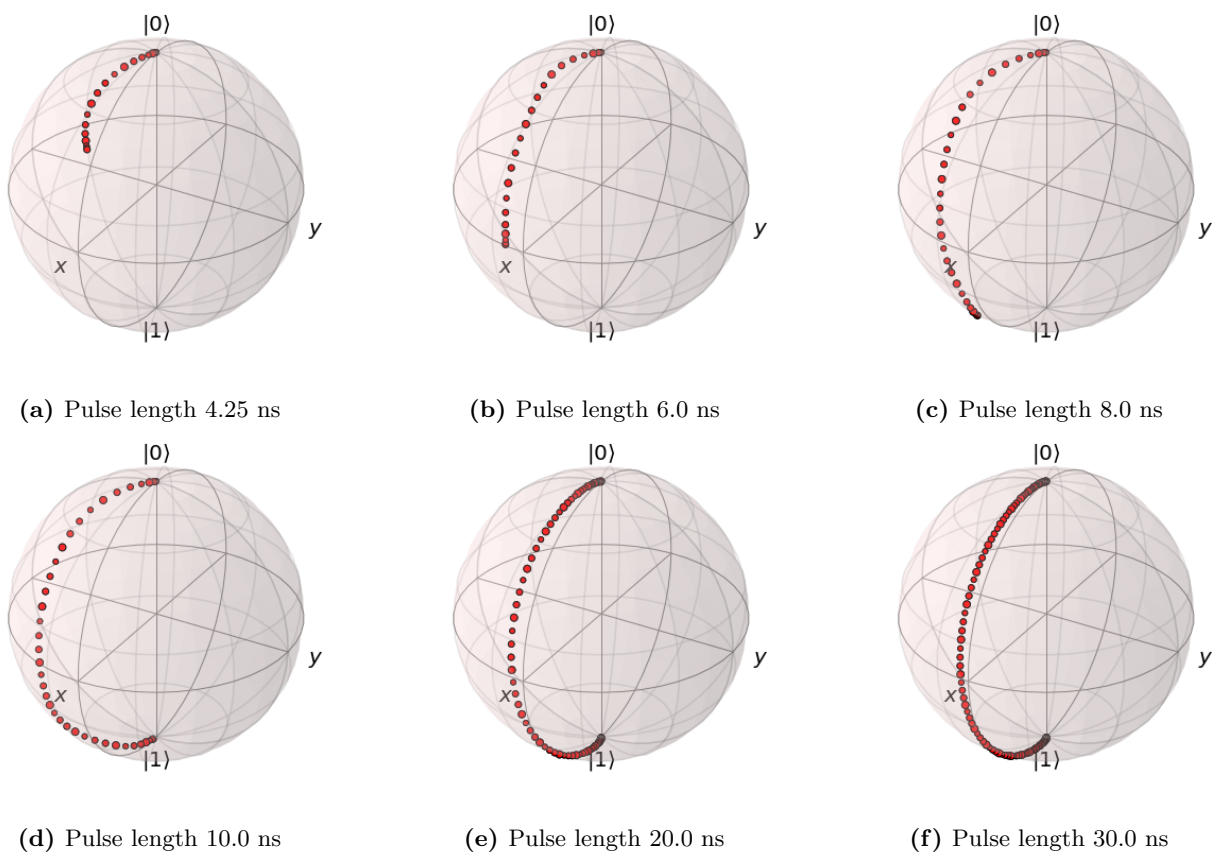 |0⟩ |0⟩ |0⟩
y y y
x x x
|1⟩ |1⟩ |1⟩
(a) Pulse length 4.25 ns (b) Pulse length 6.0 ns (c) Pulse length 8.0 ns
|0⟩ |0⟩ |0⟩
y y y
x x x
|1⟩ |1⟩ |1⟩
(d) Pulse length 10.0 ns (e) Pulse length 20.0 ns (f) Pulse length 30.0 ns